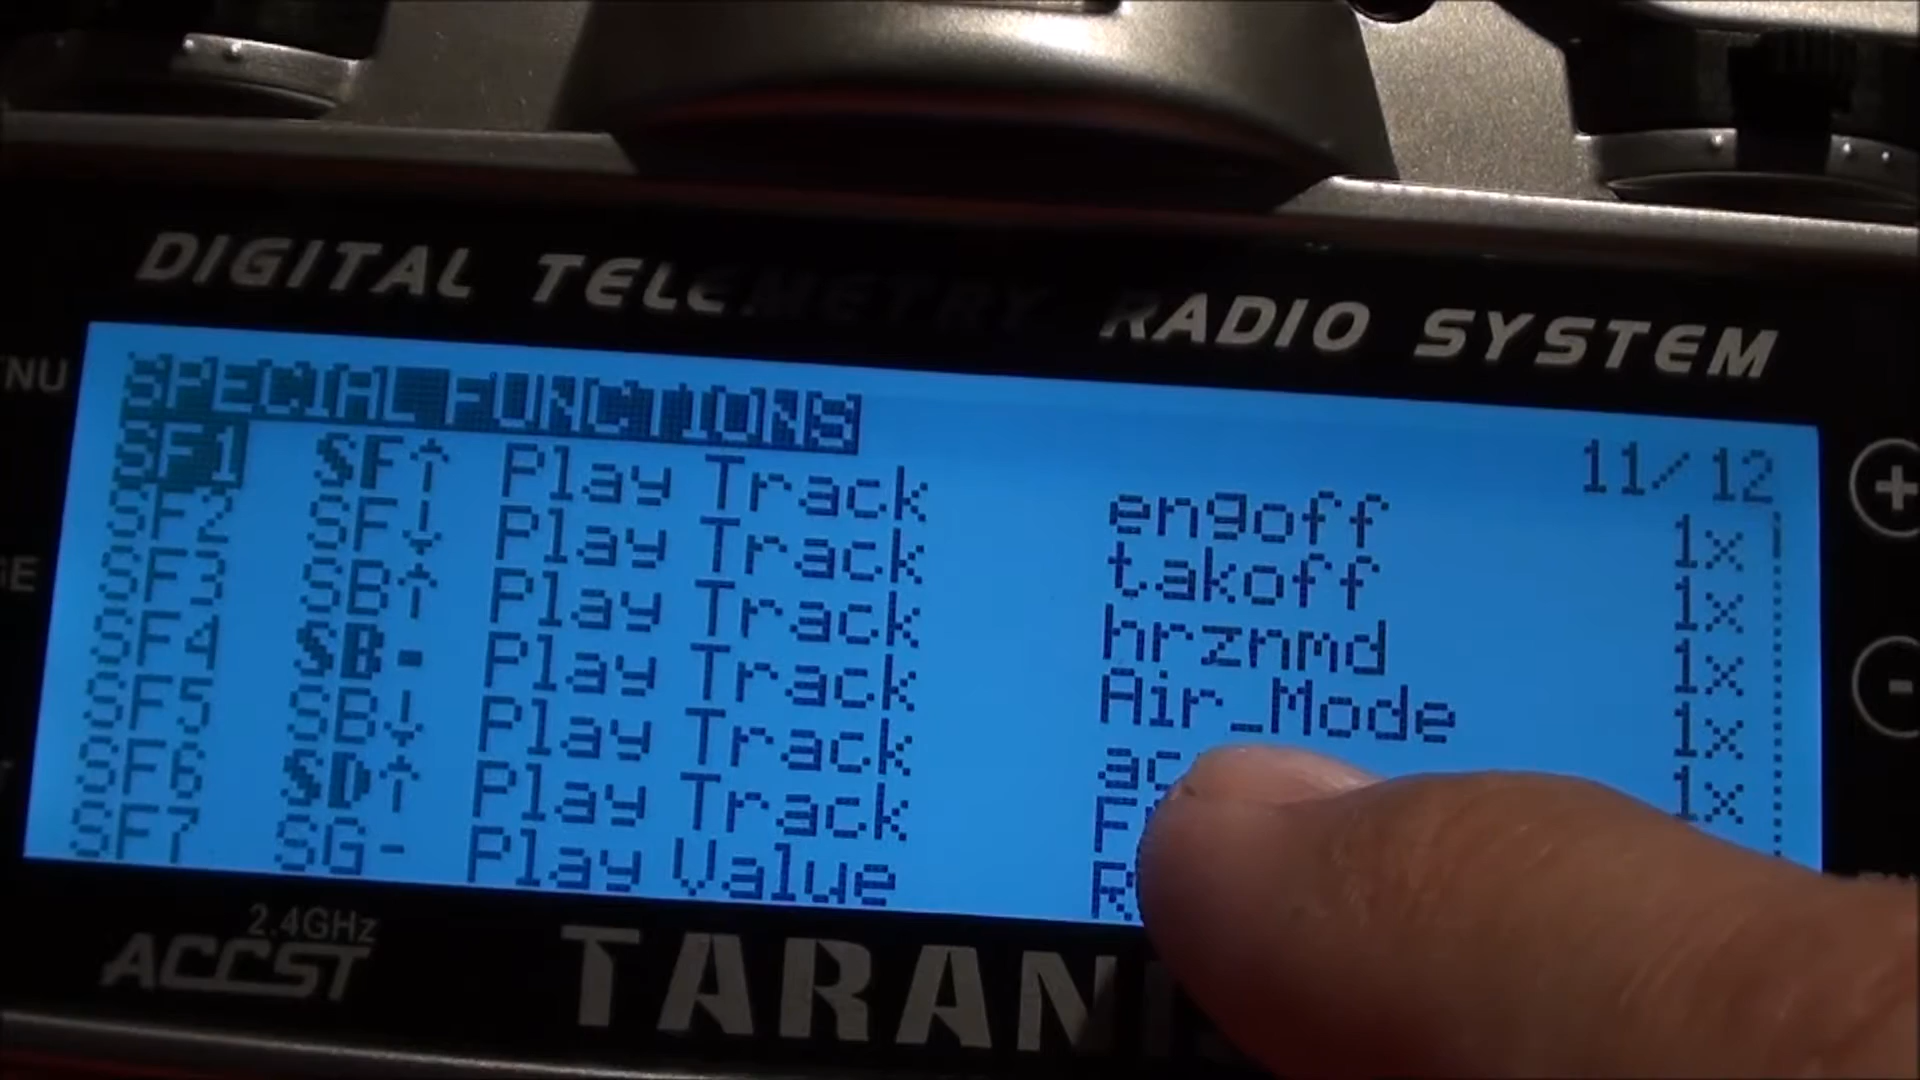 DIGITAL TELEMETRY RADIO SYSTEM
SPECIAL FUNCTIONS 11/12
SF1 SF↑ Play Track engoff 1x
SF2 SF↓ Play Track takoff 1x
SF3 SB↑ Play Track hrznmd 1x
SF4 SB- Play Track Air_Mode 1x
SF5 SB↓ Play Track 1x
SF6 SD↑ Play Track
SF7 SG- Play Value
+
-
2.4GHz
ACCST